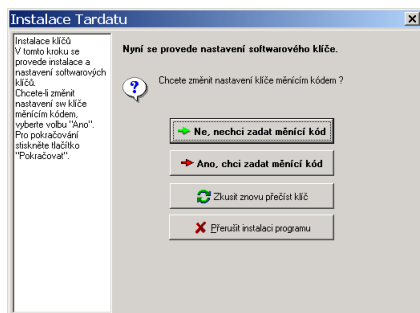 Instalace Tardatu
Instalace klíčů
V tomto kroku se
provede instalace a
nastavení softwarových
klíčů.
Chcete-li změnit
nastavení sw klíče
měnícím kódem,
vyberte volbu "Ano".
Pro pokračování
stiskněte tlačítko
"Pokračovat".
Nyní se provede nastavení softwarového klíče.
Chcete změnit nastavení klíče měnícím kódem ?
Ne, nechci zadat měnící kód
Ano, chci zadat měnící kód
Zkusit znovu přečíst klíč
Přerušit instalaci programu